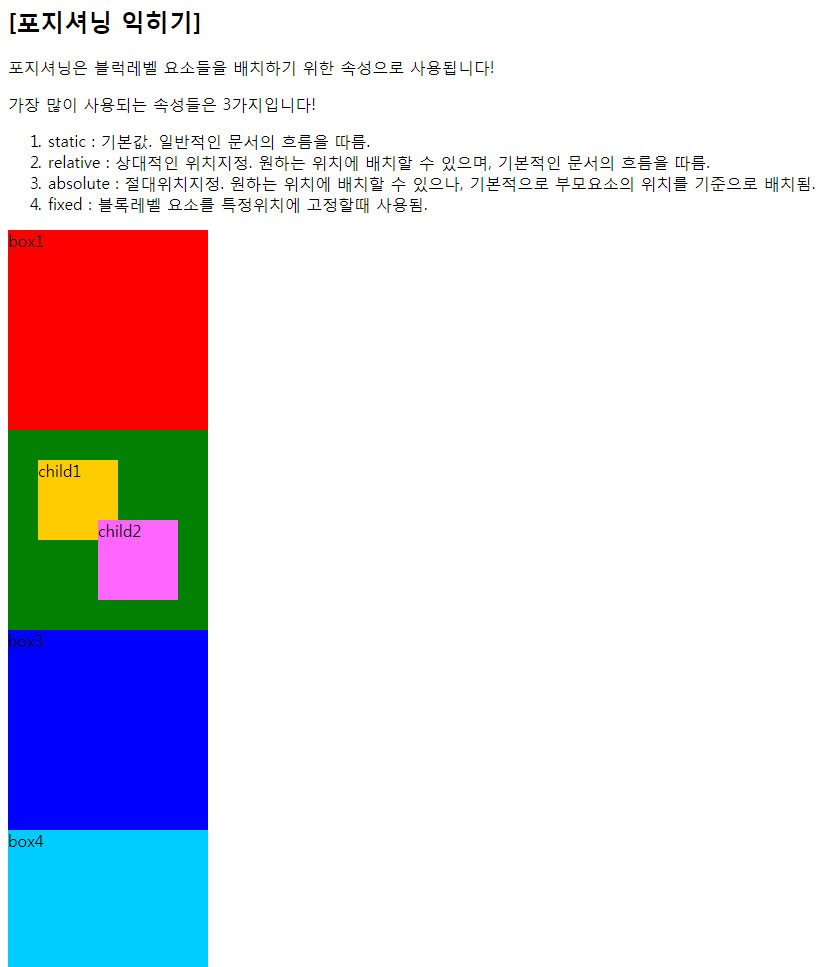 [포지셔닝 익히기]
포지셔닝은 블럭레벨 요소들을 배치하기 위한 속성으로 사용됩니다!
가장 많이 사용되는 속성들은 3가지입니다!
1. static : 기본값. 일반적인 문서의 흐름을 따름.
2. relative : 상대적인 위치지정. 원하는 위치에 배치할 수 있으며, 기본적인 문서의 흐름을 따름.
3. absolute : 절대위치지정. 원하는 위치에 배치할 수 있으나, 기본적으로 부모요소의 위치를 기준으로 배치됨.
4. fixed : 블록레벨 요소를 특정위치에 고정할때 사용됨.
box1
child1
child2
box3
box4